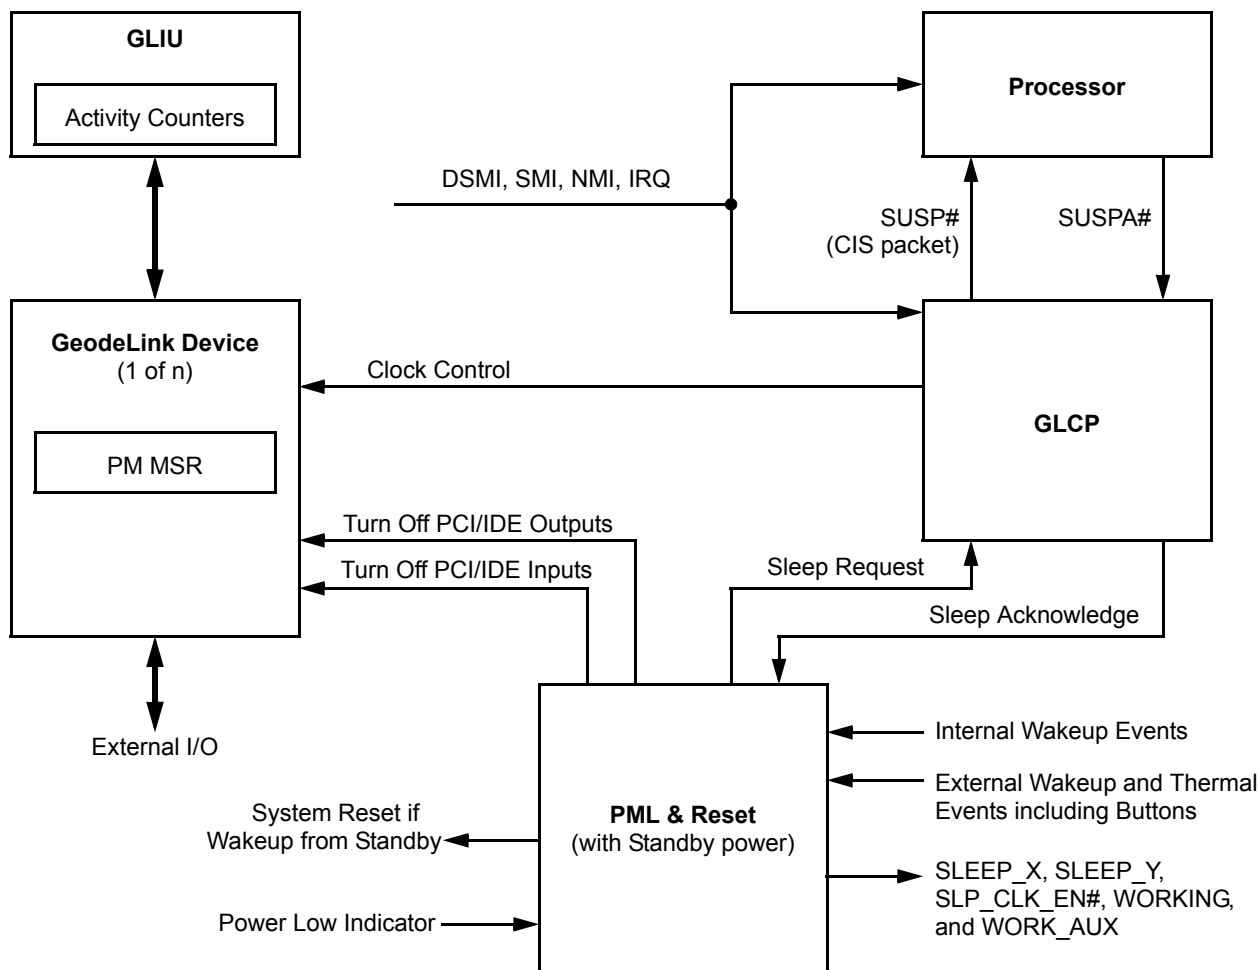 GLIU
Activity Counters
Processor
DSMI, SMI, NMI, IRQ
SUSP#
(CIS packet)
SUSPA#
GeodeLink Device
(1 of n)
PM MSR
Clock Control
GLCP
Turn Off PCI/IDE Outputs
Turn Off PCI/IDE Inputs
Sleep Request
Sleep Acknowledge
External I/O
PML & Reset
(with Standby power)
Internal Wakeup Events
External Wakeup and Thermal
Events including Buttons
System Reset if
Wakeup from Standby
Power Low Indicator
SLEEP_X, SLEEP_Y,
SLP_CLK_EN#, WORKING,
and WORK_AUX